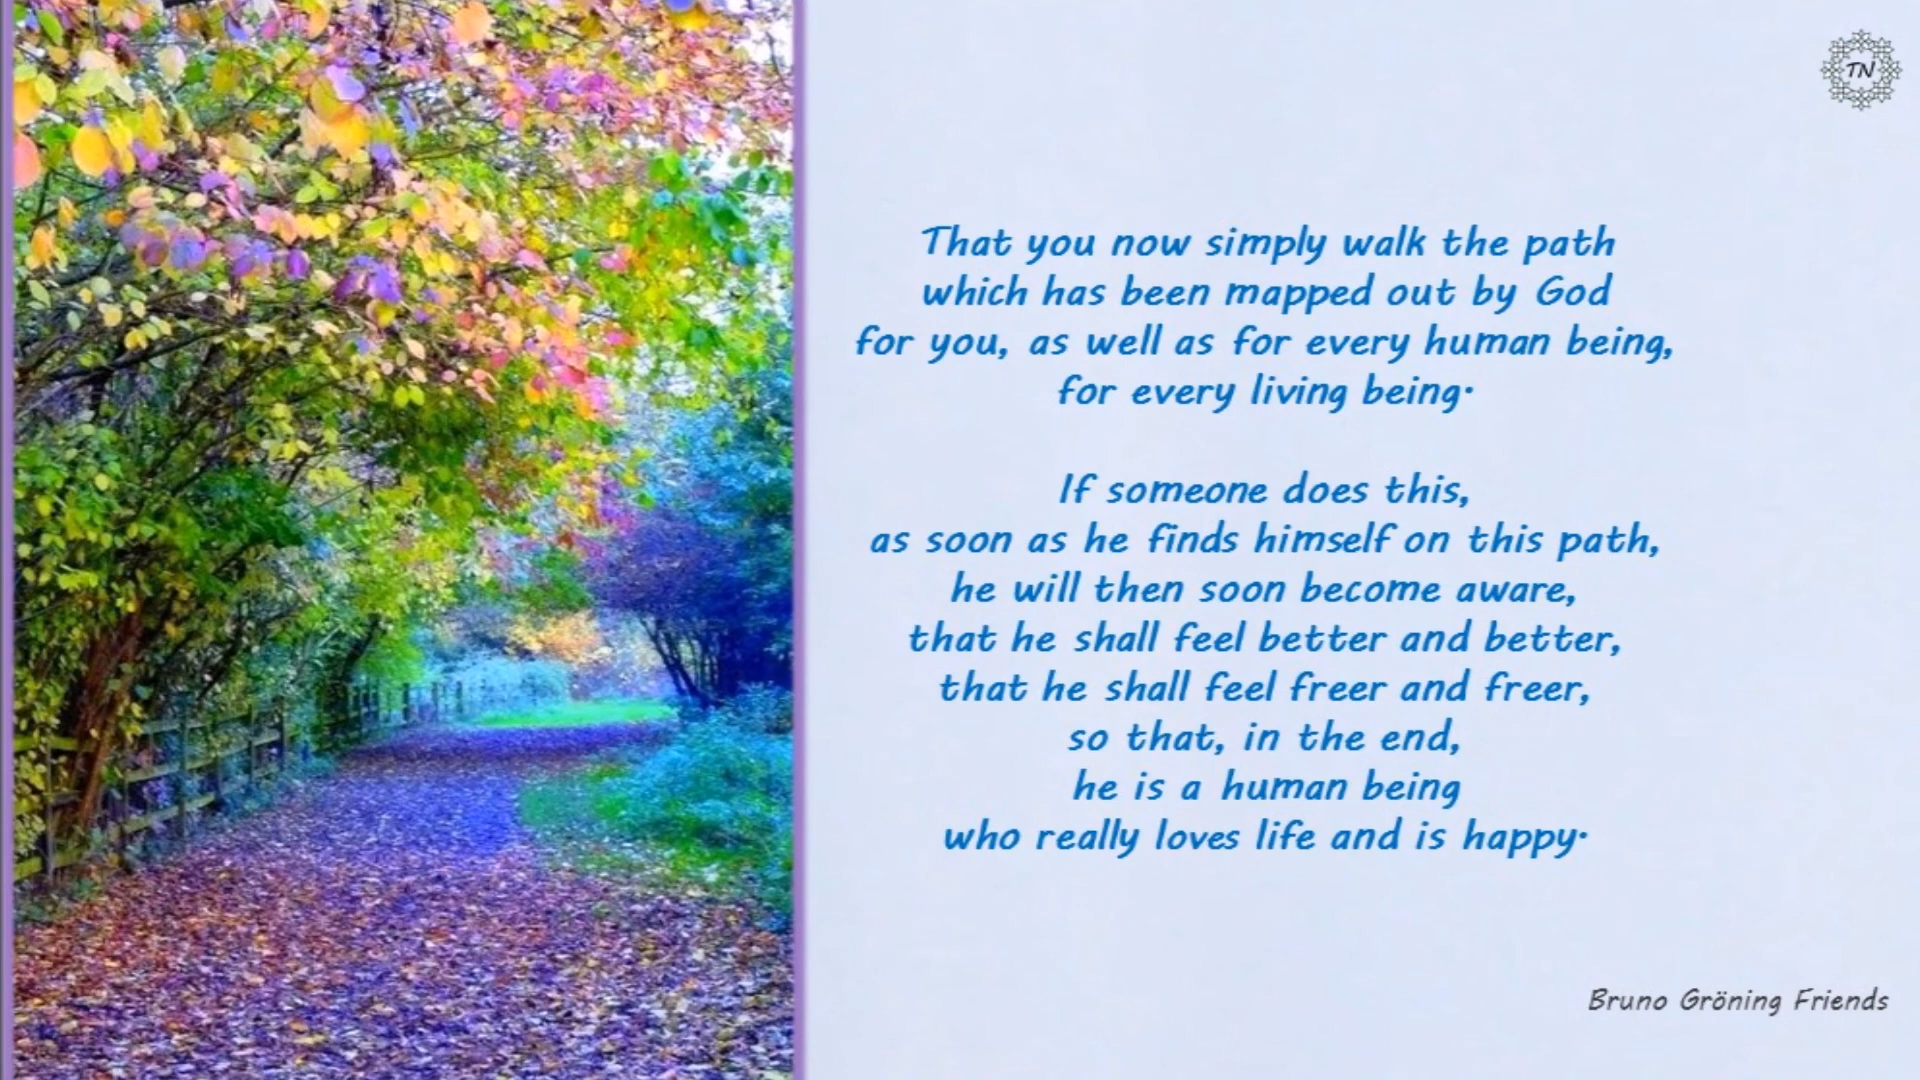 TN
That you now simply walk the path
which has been mapped out by God
for you, as well as for every human being,
for every living being.
If someone does this,
as soon as he finds himself on this path,
he will then soon become aware,
that he shall feel better and better,
that he shall feel freer and freer,
so that, in the end,
he is a human being
who really loves life and is happy.
Bruno Gröning Friends